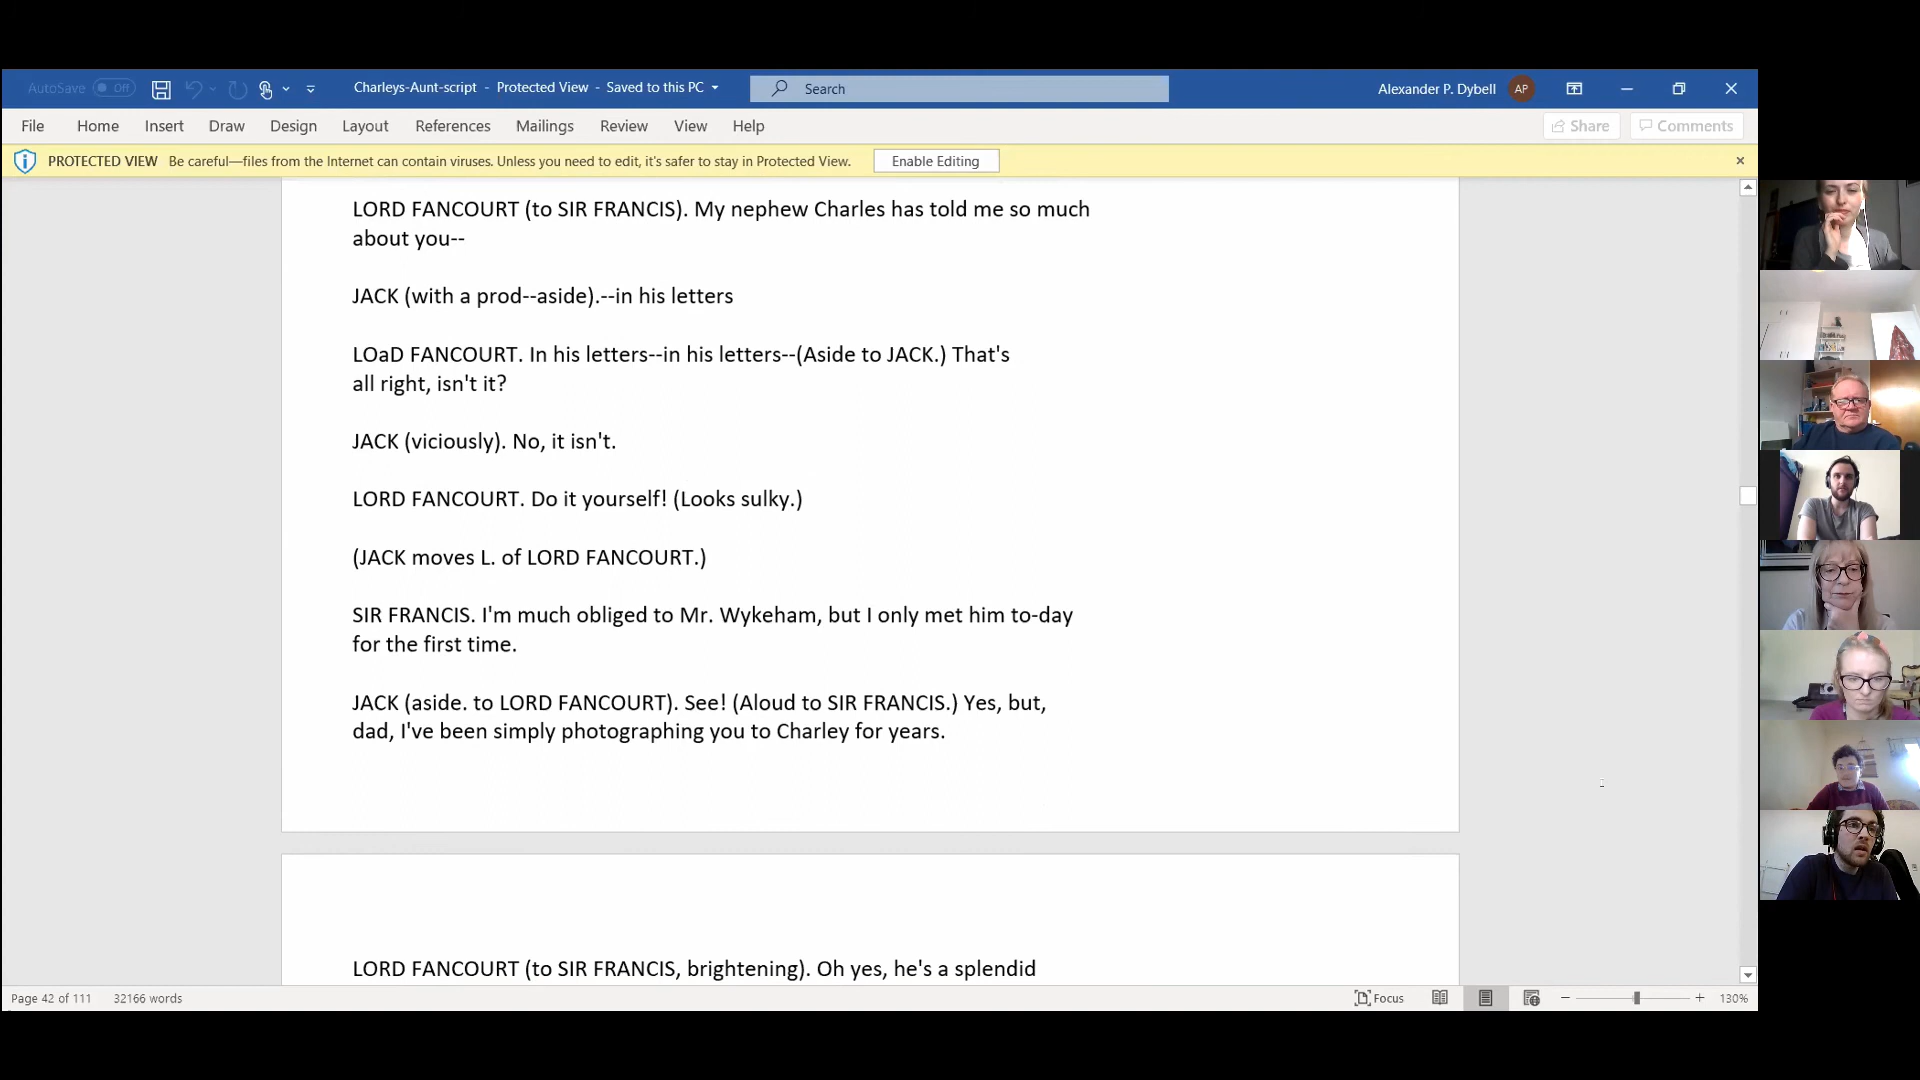 AutoSave Off Charleys-Aunt-script - Protected View - Saved to this PC Search Alexander P. Dybell AP
File Home Insert Draw Design Layout References Mailings Review View Help Share Comments
PROTECTED VIEW Be careful—files from the Internet can contain viruses. Unless you need to edit, it's safer to stay in Protected View. Enable Editing
LORD FANCOURT (to SIR FRANCIS). My nephew Charles has told me so much
about you--
JACK (with a prod--aside).--in his letters
LOaD FANCOURT. In his letters--in his letters--(Aside to JACK.) That's
all right, isn't it?
JACK (viciously). No, it isn't.
LORD FANCOURT. Do it yourself! (Looks sulky.)
(JACK moves L. of LORD FANCOURT.)
SIR FRANCIS. I'm much obliged to Mr. Wykeham, but I only met him to-day
for the first time.
JACK (aside. to LORD FANCOURT). See! (Aloud to SIR FRANCIS.) Yes, but,
dad, I've been simply photographing you to Charley for years.
LORD FANCOURT (to SIR FRANCIS, brightening). Oh yes, he's a splendid
Page 42 of 111 32166 words Focus 130%